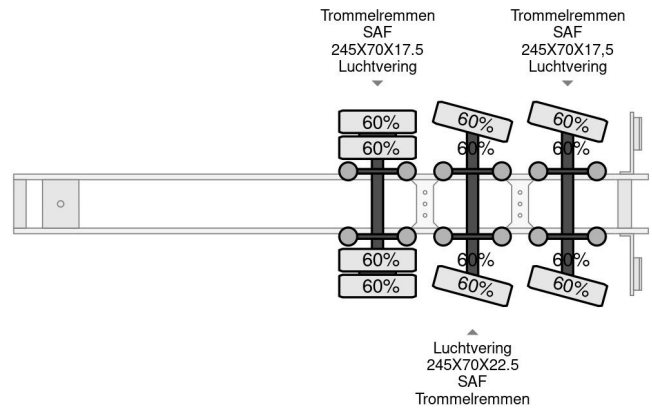 Trommelremmen
SAF
245X70X17.5
Luchtvering
Trommelremmen
SAF
245X70X17,5
Luchtvering
60%
60%
60%
60%
60%
60%
60%
60%
60%
60%
60%
60%
Luchtvering
245X70X22.5
SAF
Trommelremmen